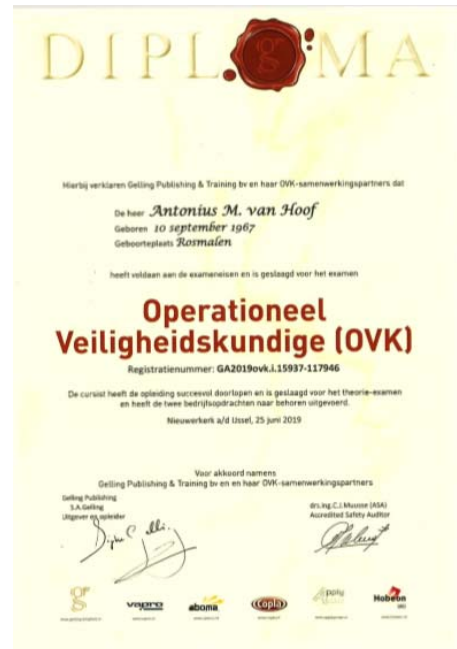 DIPLOMA
Hierbij verklaren Gelling Publishing & Training bv en haar OVK-samenwerkingspartners dat
De heer Antonius M. van Hoof
Geboren 10 september 1967
Geboorteplaats Rosmalen
heeft voldaan aan de exameneisen en is geslaagd voor het examen
Operationeel
Veiligheidskundige (OVK)
Registratienummer: GA2019ovk.i.15937-117946
De cursist heeft de opleiding succesvol doorlopen en is geslaagd voor het theorie-examen
en heeft de twee bedrijfsopdrachten naar behoren uitgevoerd.
Nieuwerkerk a/d IJssel, 25 juni 2019
Voor akkoord namens
Gelling Publishing & Training bv en en haar OVK-samenwerkingspartners
Gelling Publishing
S.A.Gelling
Uitgever en opleider
drs.ing.C.J.Muusse (ASA)
Accredited Safety Auditor
vapro
aboma
Copla
apply
Hobéon